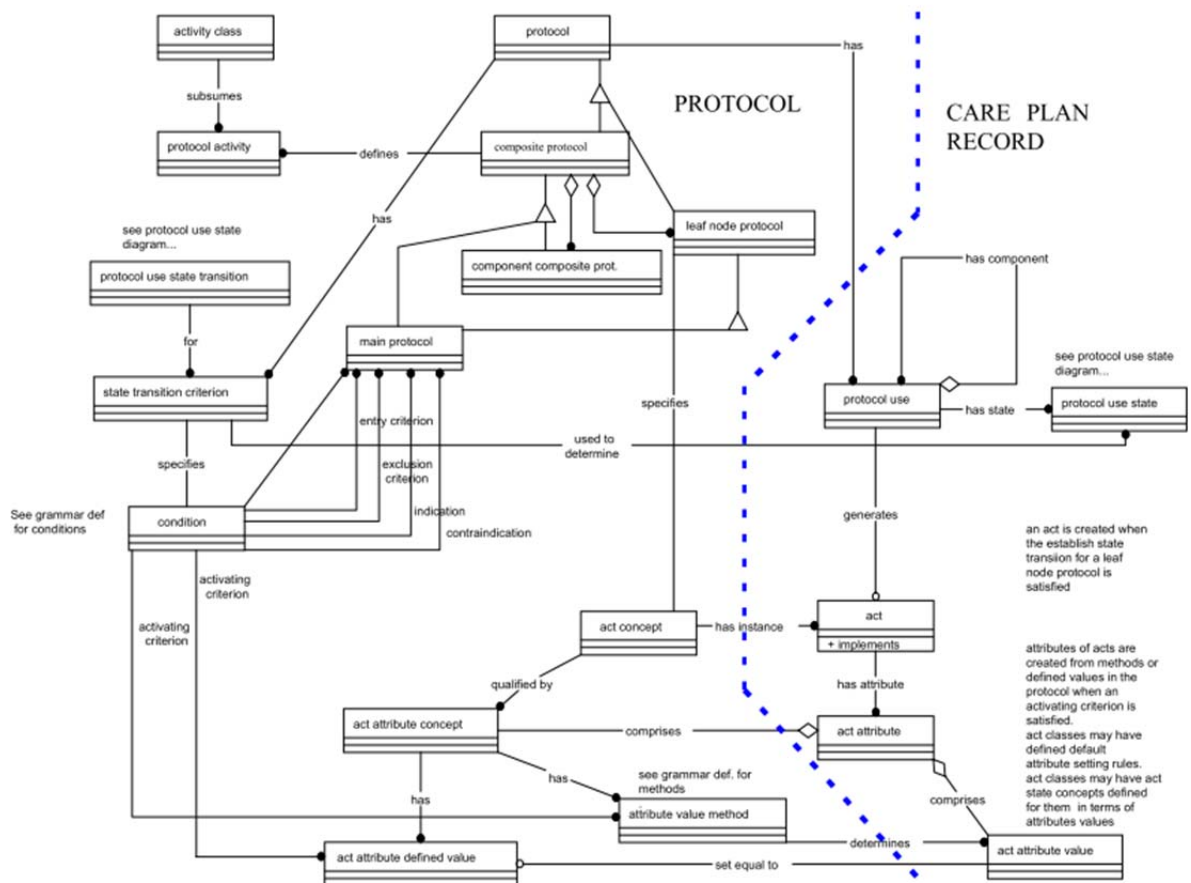 activity class
protocol
has
subsumes
PROTOCOL
CARE PLAN
RECORD
protocol activity
defines
composite protocol
has
leaf node protocol
see protocol use state
diagram...
protocol use state transition
component composite prot.
has component
for
main protocol
see protocol use state
diagram...
state transition criterion
protocol use
has state
protocol use state
specifies
entry criterion
used to
determine
specifies
exclusion
criterion
See grammar def
for conditions
condition
indication
contraindication
generates
an act is created when
the establish state
transiion for a leaf
node protocol is
satisfied
activating
criterion
activating
criterion
act concept
has instance
act
+ implements
attributes of acts are
created from methods or
defined values in the
protocol when an
activating criterion is
satisfied.
act classes may have
defined default
attribute setting rules.
act classes may have act
state concepts defined
for them in terms of
attributes values
qualified by
has attribute
act attribute concept
comprises
act attribute
has
see grammar def. for
methods
has
attribute value method
comprises
determines
act attribute value
act attribute defined value
set equal to